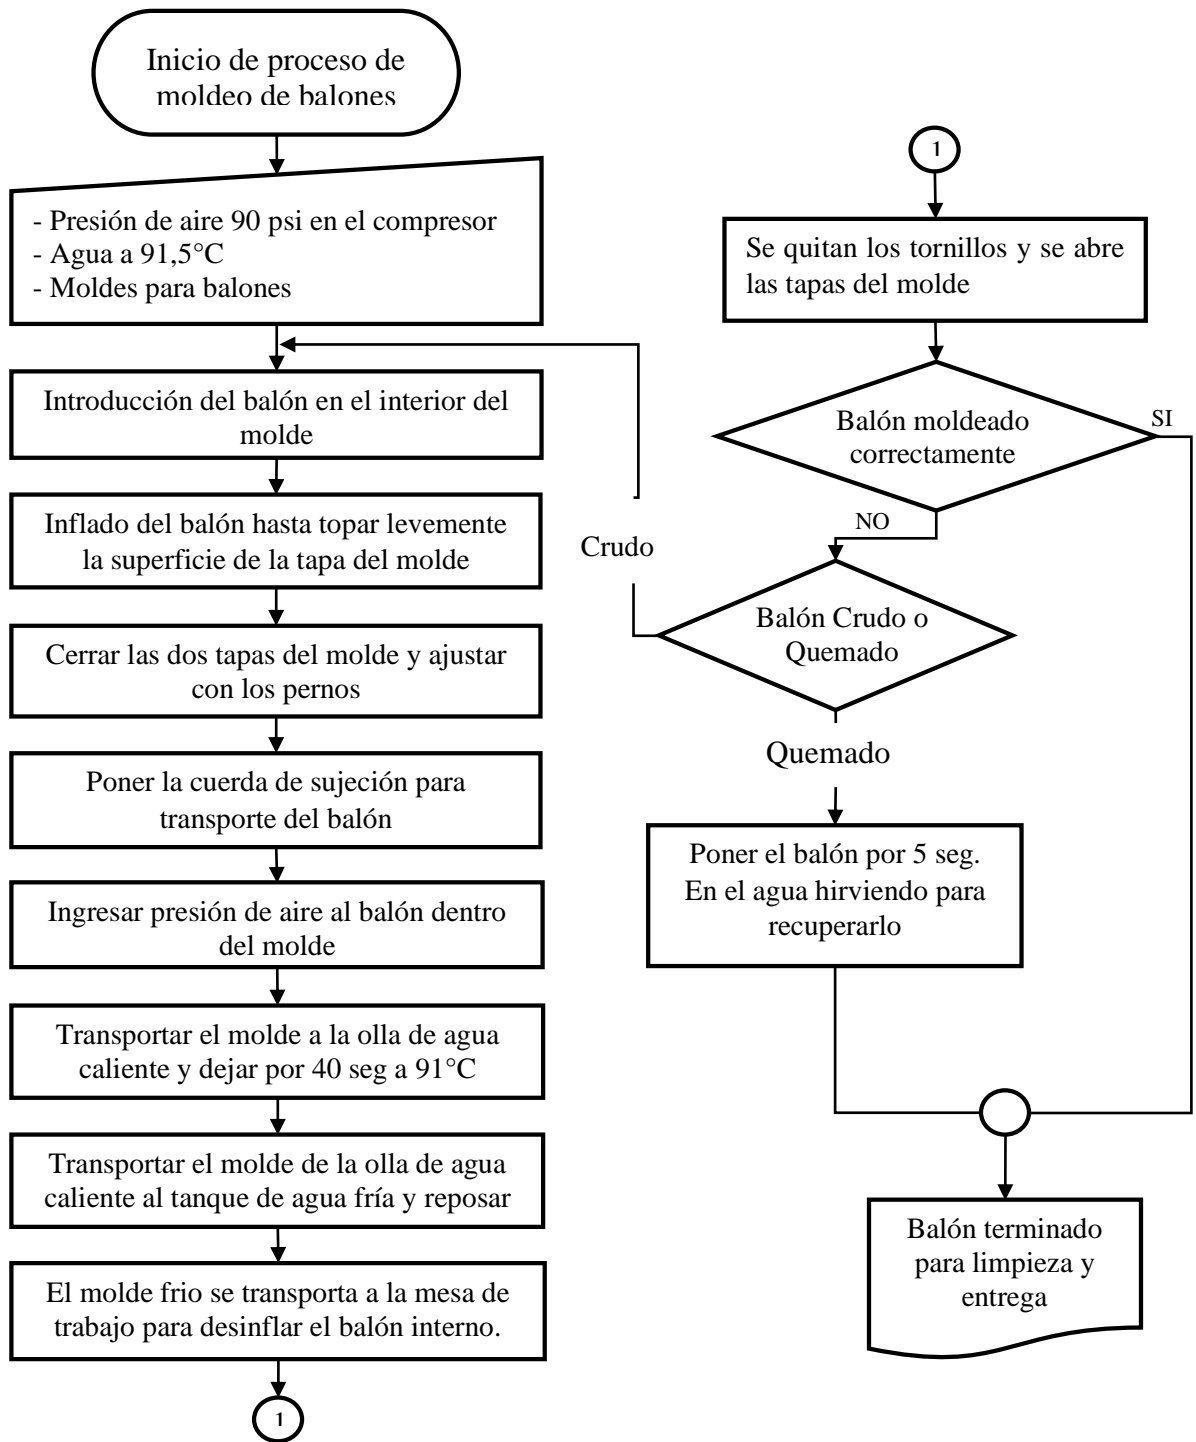 Inicio de proceso de
moldeo de balones
- Presión de aire 90 psi en el compresor
- Agua a 91,5°C
- Moldes para balones
Introducción del balón en el interior del
molde
Inflado del balón hasta topar levemente
la superficie de la tapa del molde
Cerrar las dos tapas del molde y ajustar
con los pernos
Poner la cuerda de sujeción para
transporte del balón
Ingresar presión de aire al balón dentro
del molde
Transportar el molde a la olla de agua
caliente y dejar por 40 seg a 91°C
Transportar el molde de la olla de agua
caliente al tanque de agua fría y reposar
El molde frio se transporta a la mesa de
trabajo para desinflar el balón interno.
1
1
Se quitan los tornillos y se abre
las tapas del molde
Balón moldeado
correctamente
SI
NO
Balón Crudo o
Quemado
Crudo
Quemado
Poner el balón por 5 seg.
En el agua hirviendo para
recuperarlo
Balón terminado
para limpieza y
entrega